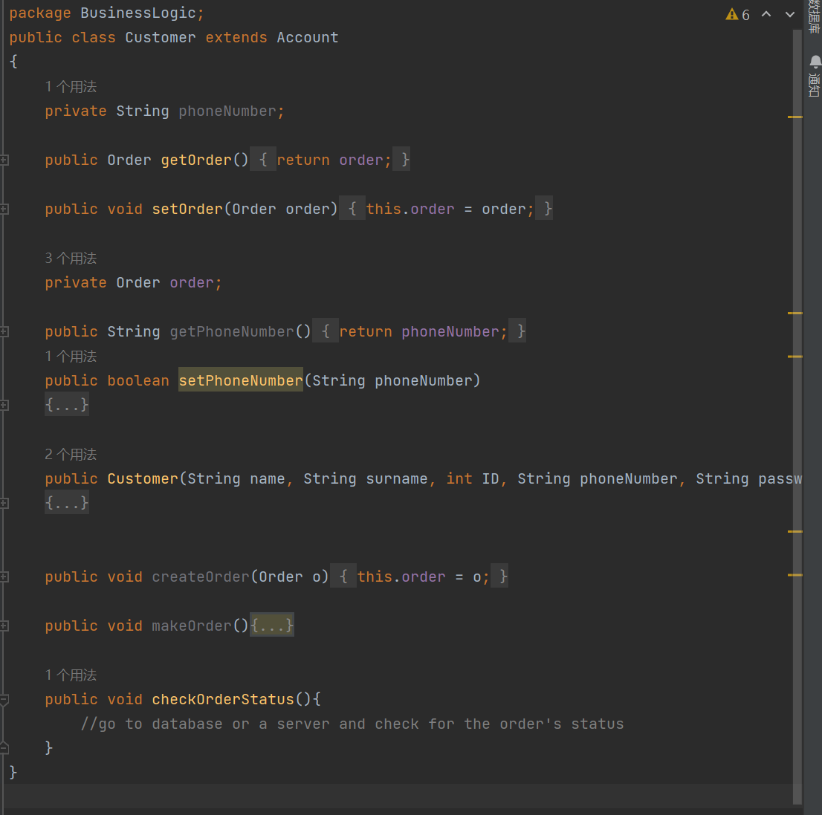 package BusinessLogic;
6
public class Customer extends Account
{
1 个用法
private String phoneNumber;
public Order getOrder() { return order; }
public void setOrder(Order order) { this.order = order; }
3 个用法
private Order order;
public String getPhoneNumber() { return phoneNumber; }
1 个用法
public boolean setPhoneNumber(String phoneNumber)
{...}
2 个用法
public Customer(String name, String surname, int ID, String phoneNumber, String passw
{...}
public void createOrder(Order o) { this.order = o; }
public void makeOrder(){...}
1 个用法
public void checkOrderStatus(){
//go to database or a server and check for the order's status
}
}
数据库
通知